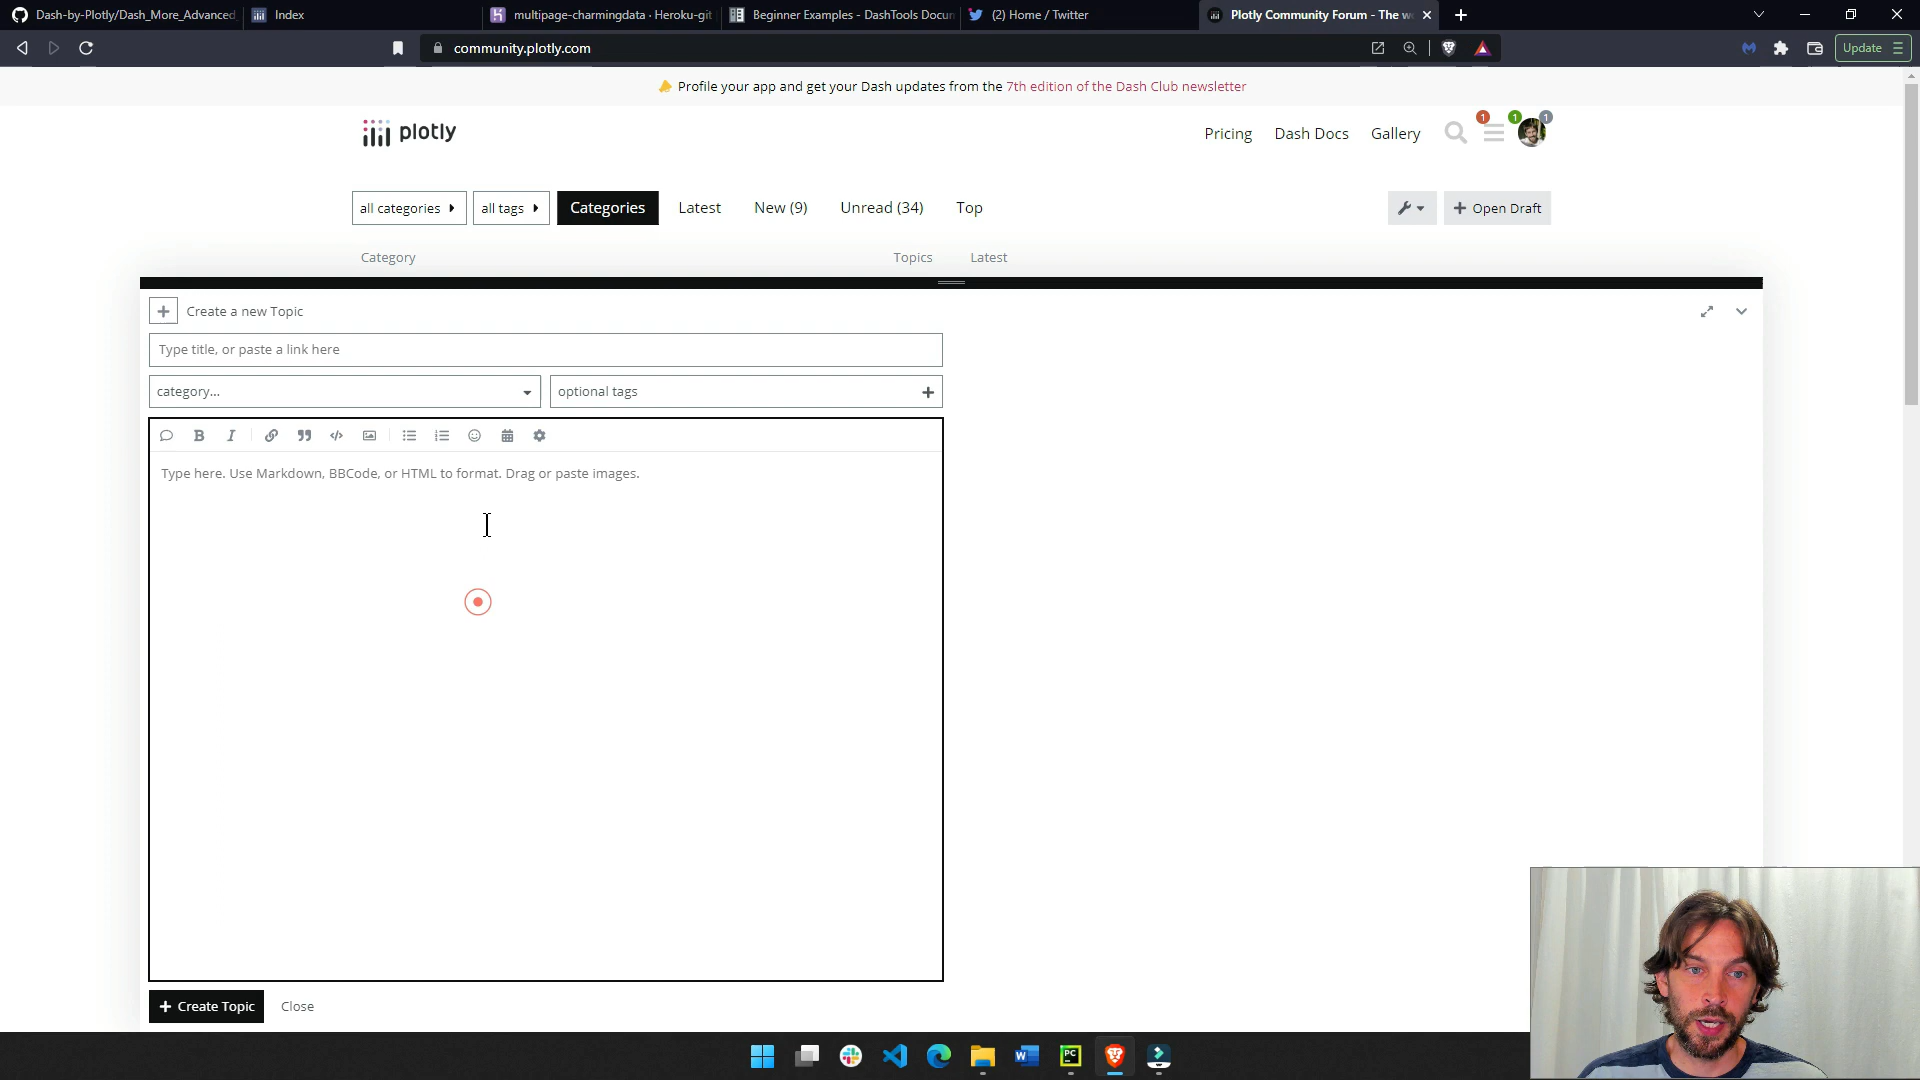 Dash-by-Plotly/Dash_More_Advanced
Index
multipage-charmingdata · Heroku-git
Beginner Examples - DashTools Docun
(2) Home / Twitter
Plotly Community Forum - The w
community.plotly.com
Update
Profile your app and get your Dash updates from the 7th edition of the Dash Club newsletter
plotly
Pricing
Dash Docs
Gallery
1
1
1
all categories
all tags
Categories
Latest
New (9)
Unread (34)
Top
+ Open Draft
Category
Topics
Latest
Create a new Topic
Type title, or paste a link here
category...
optional tags
B
I
Type here. Use Markdown, BBCode, or HTML to format. Drag or paste images.
+ Create Topic
Close